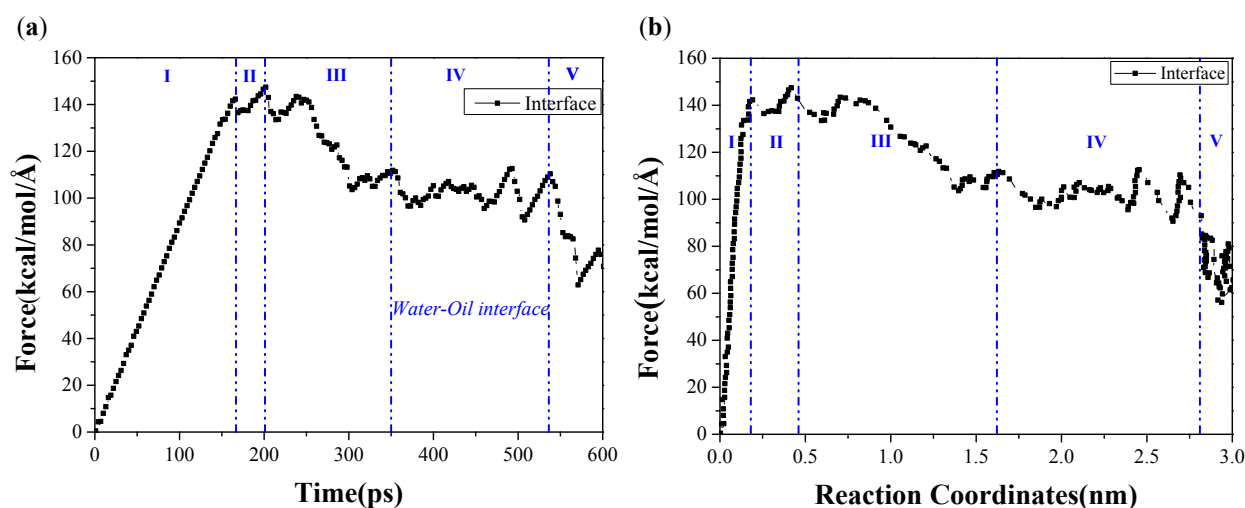 (a)
160
140
120
100
80
60
40
20
0
Force(kcal/mol/Å)
I II III IV V
Interface
Water-Oil interface
0 100 200 300 400 500 600
Time(ps)
(b)
160
140
120
100
80
60
40
20
0
Force(kcal/mol/Å)
Interface
I II III IV V
0.0 0.5 1.0 1.5 2.0 2.5 3.0
Reaction Coordinates(nm)